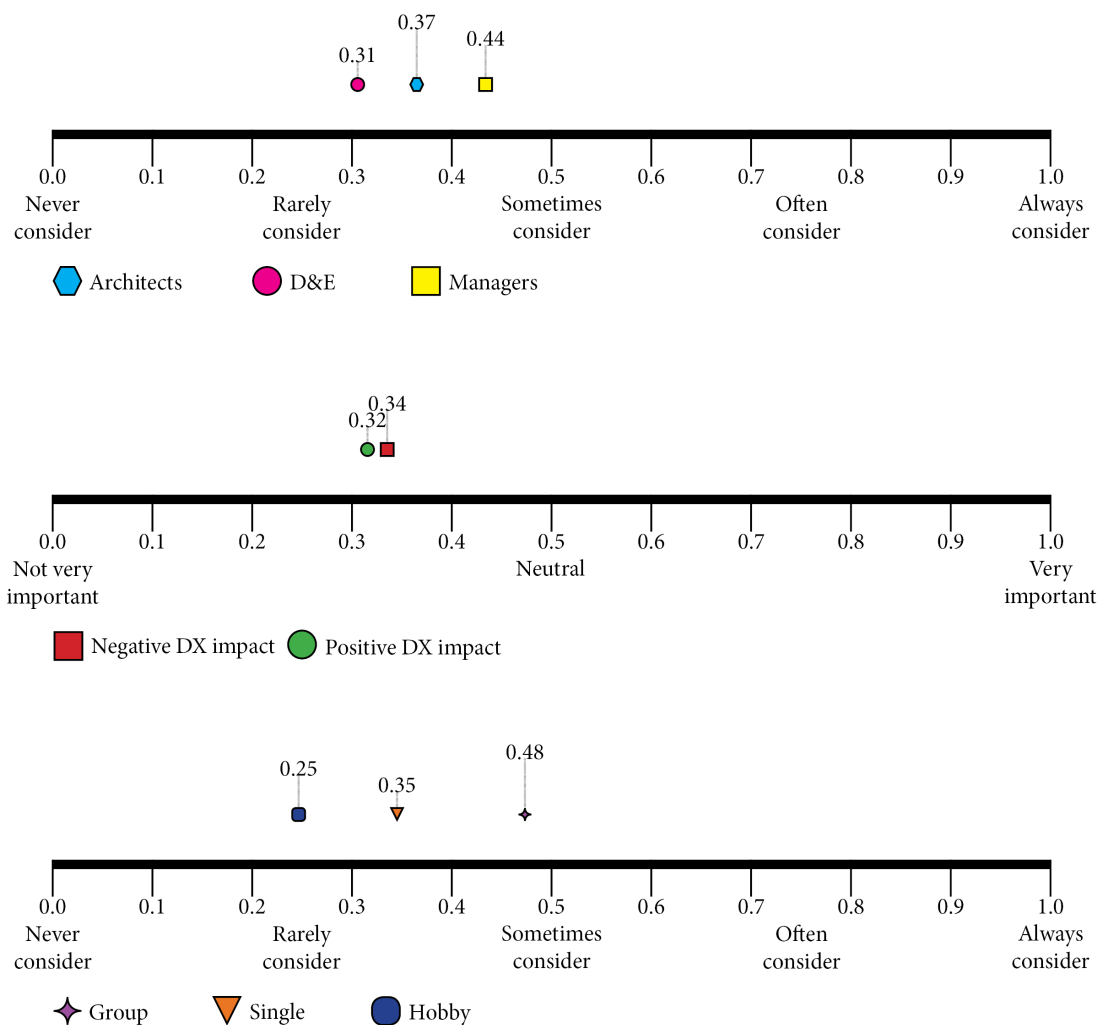 0.37
0.44
0.31
0.0 0.1 0.2 0.3 0.4 0.5 0.6 0.7 0.8 0.9 1.0
Never Rarely Sometimes Often Always
consider consider consider consider consider
Architects D&E Managers
0.34
0.32
0.0 0.1 0.2 0.3 0.4 0.5 0.6 0.7 0.8 0.9 1.0
Not very Neutral Very
important important
Negative DX impact Positive DX impact
0.48
0.25
0.35
0.0 0.1 0.2 0.3 0.4 0.5 0.6 0.7 0.8 0.9 1.0
Never Rarely Sometimes Often Always
consider consider consider consider consider
Group Single Hobby